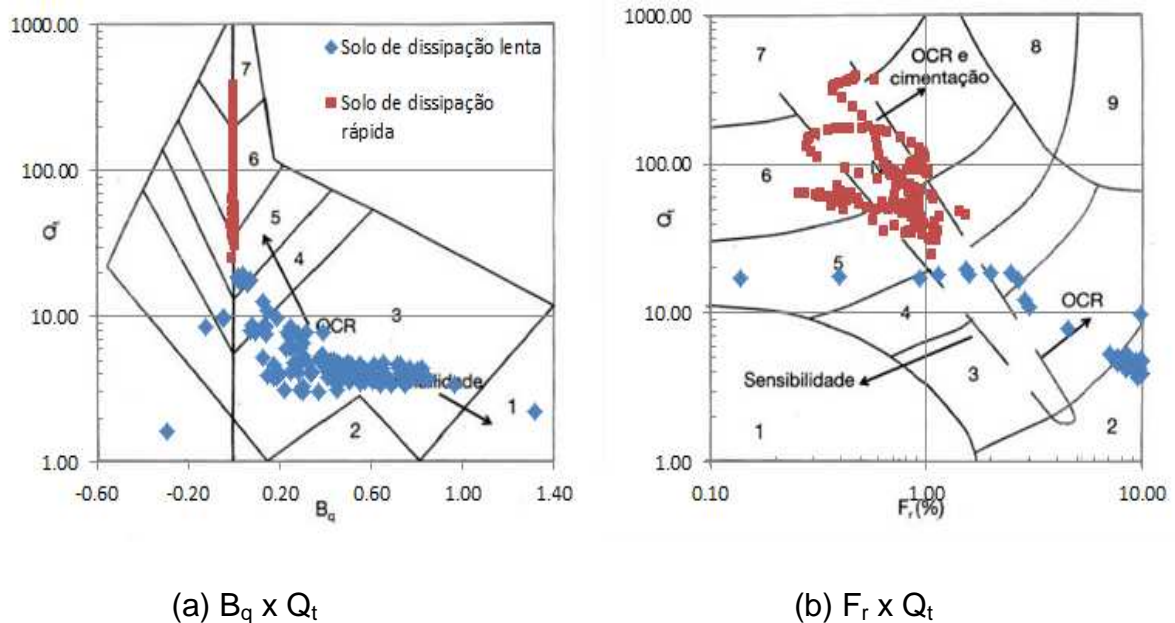 1000.00
100.00
10.00
1.00
Qt
-0.60
-0.20
0.20
0.60
1.00
1.40
Bq
Solo de dissipação lenta
Solo de dissipação
rápida
7
6
5
4
3
OCR
1
2
1000.00
100.00
10.00
1.00
Qt
0.10
1.00
10.00
Fr (%)
7
8
OCR e
cimentação
9
6
N
5
4
OCR
Sensibilidade
3
1
2
(a) Bq x Qt
(b) Fr x Qt